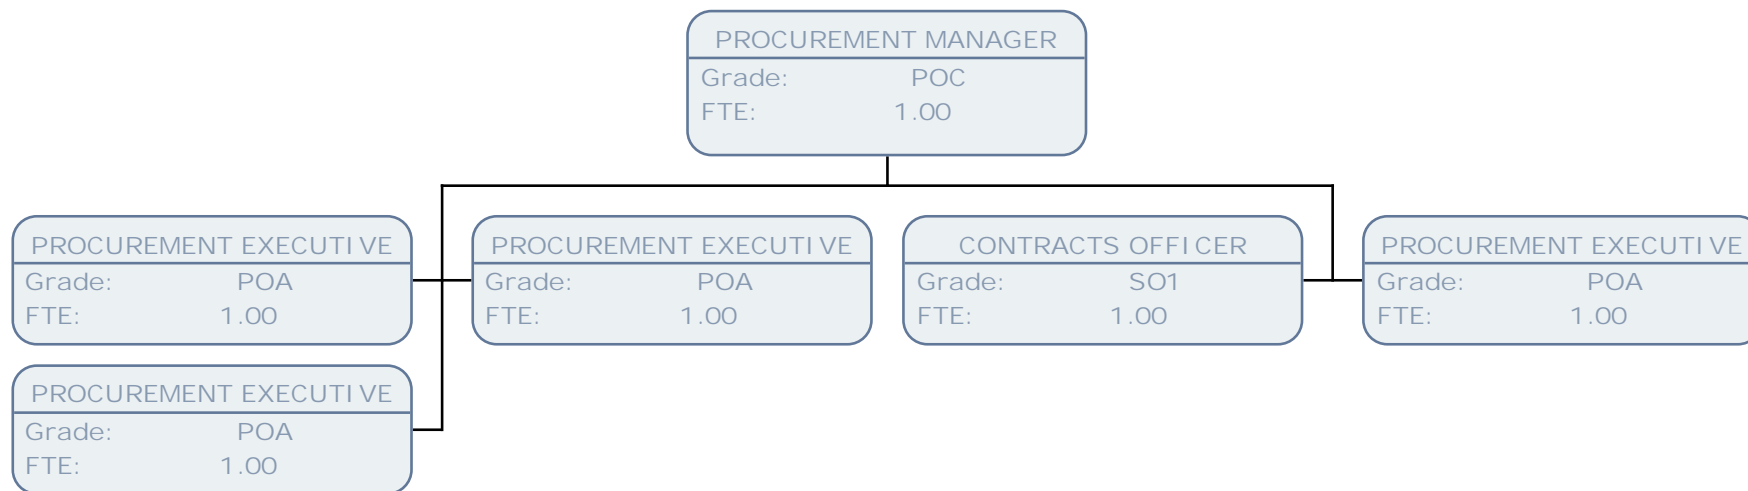 PROCUREMENT MANAGER
Grade: POC
FTE: 1.00
PROCUREMENT EXECUTIVE
Grade: POA
FTE: 1.00
PROCUREMENT EXECUTIVE
Grade: POA
FTE: 1.00
CONTRACTS OFFICER
Grade: SO1
FTE: 1.00
PROCUREMENT EXECUTIVE
Grade: POA
FTE: 1.00
PROCUREMENT EXECUTIVE
Grade: POA
FTE: 1.00